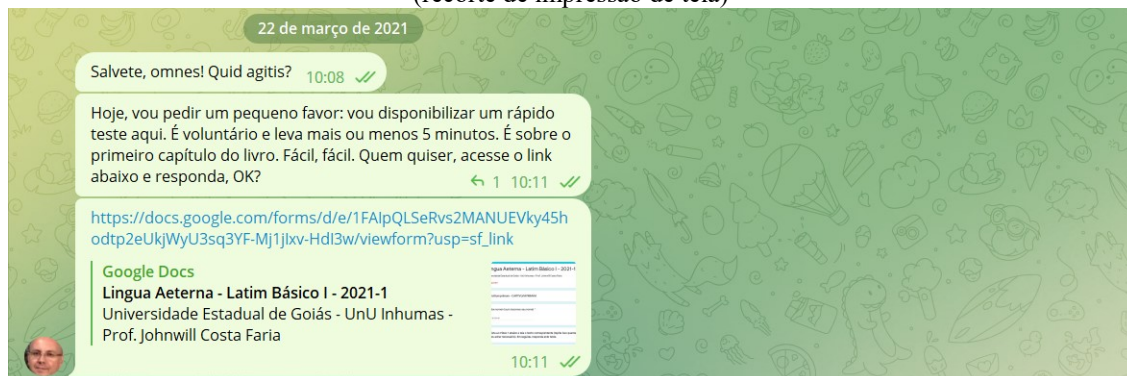 (recorte de impressão de tela)
22 de março de 2021
Salvete, omnes! Quid agitis? 10:08
Hoje, vou pedir um pequeno favor: vou disponibilizar um rápido
teste aqui. É voluntário e leva mais ou menos 5 minutos. É sobre o
primeiro capítulo do livro. Fácil, fácil. Quem quiser, acesse o link
abaixo e responda, OK? 1 10:11
https://docs.google.com/forms/d/e/1FAIpQLSeRvs2MANUEVky45h
odtp2eUkjWyU3sq3YF-Mj1jIxv-HdI3w/viewform?usp=sf_link
Google Docs
Lingua Aeterna - Latim Básico I - 2021-1
Universidade Estadual de Goiás - UnU Inhumas -
Prof. Johnwill Costa Faria
10:11